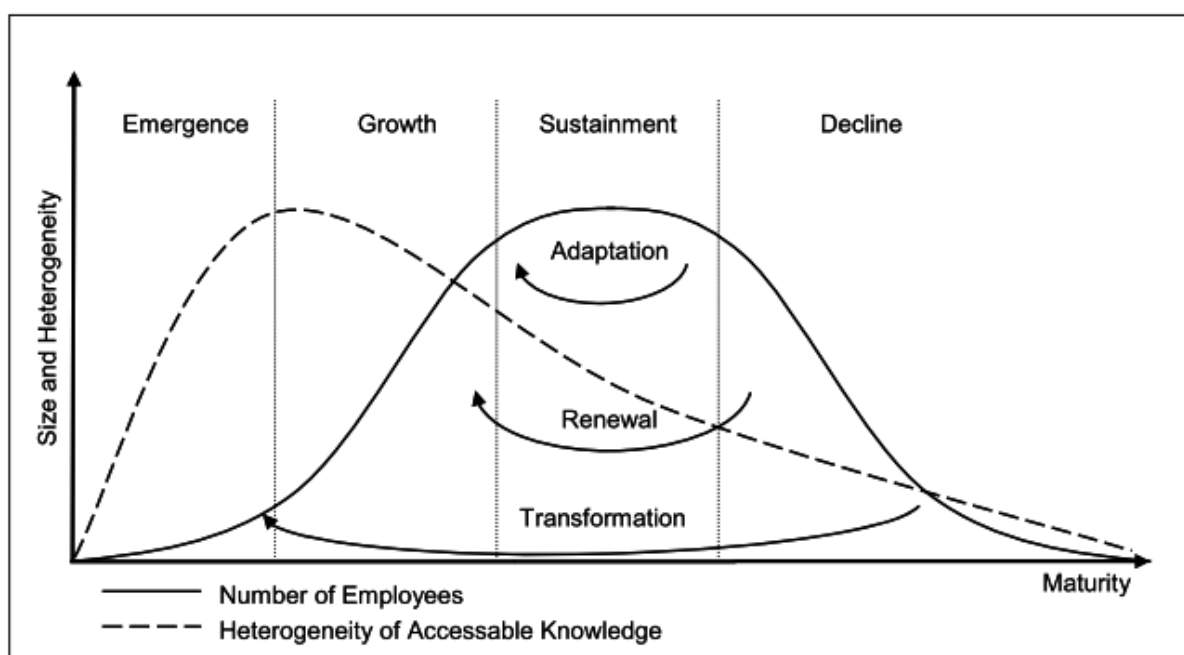 Emergence
Growth
Sustainment
Decline
Size and Heterogeneity
Adaptation
Renewal
Transformation
Maturity
Number of Employees
Heterogeneity of Accessable Knowledge